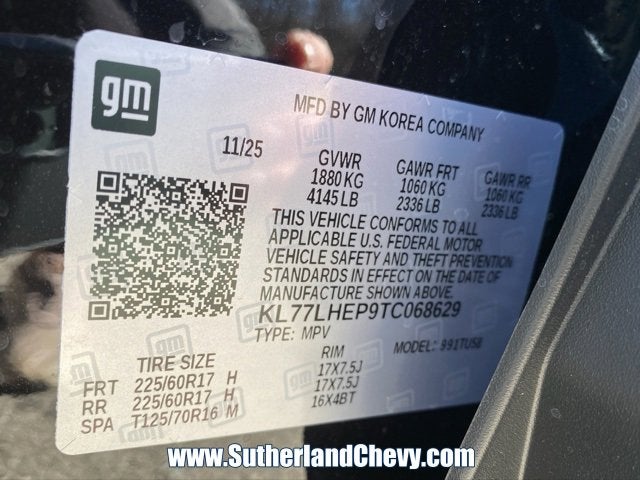 gm
MFD BY GM KOREA COMPANY
11/25 GVWR GAWR FRT GAWR RR
1880 KG 1060 KG 1060 KG
4145 LB 2336 LB 2336 LB
THIS VEHICLE CONFORMS TO ALL
APPLICABLE U.S. FEDERAL MOTOR
VEHICLE SAFETY AND THEFT PREVENTION
STANDARDS IN EFFECT ON THE DATE OF
MANUFACTURE SHOWN ABOVE.
KL77LHEP9TC068629
TYPE: MPV MODEL: 991TU58
TIRE SIZE RIM
FRT 225/60R17 H 17X7.5J
RR 225/60R17 H 17X7.5J
SPA T125/70R16 M 16X4BT
www.SutherlandChevy.com